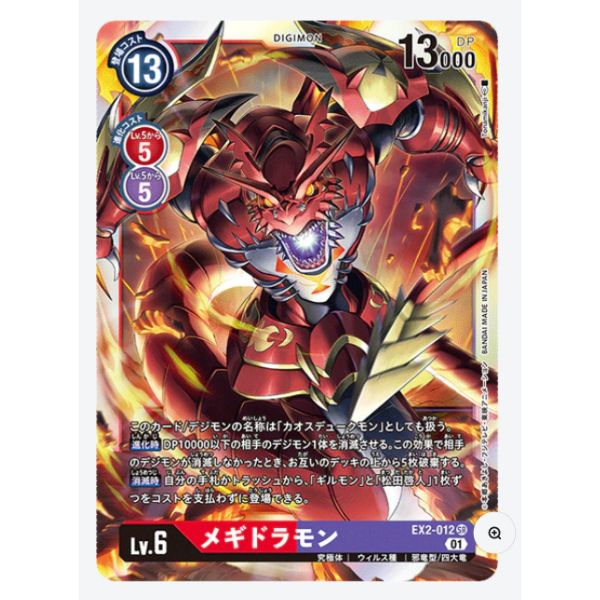 DIGIMON
登場コスト
13
13000
DP
進化コスト
Lv.5から
5
Lv.5から
5
BANDAI MADE IN JAPAN
このカード/デジモンの名称は「カオスデュークモン」としても扱う。
進化時 DP10000以下の相手のデジモン1体を消滅させる。この効果で相手
のデジモンが消滅しなかったとき、お互いのデッキの上から5枚破棄する。
消滅時 自分の手札かトラッシュから、「ギルモン」と「松田啓人」1枚ず
つをコストを支払わずに登場できる。
EX2-012 SR
01
Lv.6
メギドラモン
究極体 | ウィルス種 | 邪竜型/四大竜